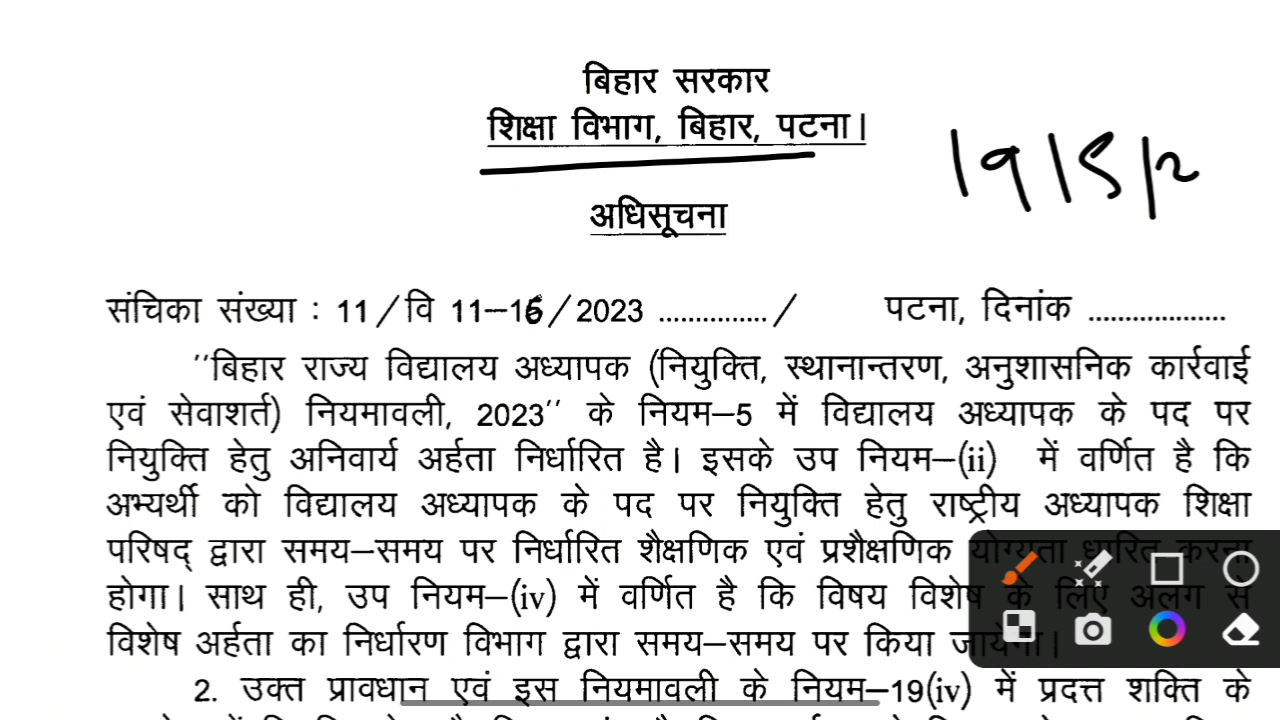 बिहार सरकार
शिक्षा विभाग, बिहार, पटना।
19/5/2
अधिसूचना
संचिका संख्या : 11/वि 11–15/2023 ............... / पटना, दिनांक ...................
''बिहार राज्य विद्यालय अध्यापक (नियुक्ति, स्थानान्तरण, अनुशासनिक कार्रवाई
एवं सेवाशर्त) नियमावली, 2023'' के नियम–5 में विद्यालय अध्यापक के पद पर
नियुक्ति हेतु अनिवार्य अर्हता निर्धारित है। इसके उप नियम–(ii) में वर्णित है कि
अभ्यर्थी को विद्यालय अध्यापक के पद पर नियुक्ति हेतु राष्ट्रीय अध्यापक शिक्षा
परिषद् द्वारा समय–समय पर निर्धारित शैक्षणिक एवं प्रशैक्षणिक योग्यता धारित करना
होगा। साथ ही, उप नियम–(iv) में वर्णित है कि विषय विशेष के लिए अलग से
विशेष अर्हता का निर्धारण विभाग द्वारा समय–समय पर किया जायेगा।
2. उक्त प्रावधान एवं इस नियमावली के नियम–19(iv) में प्रदत्त शक्ति के